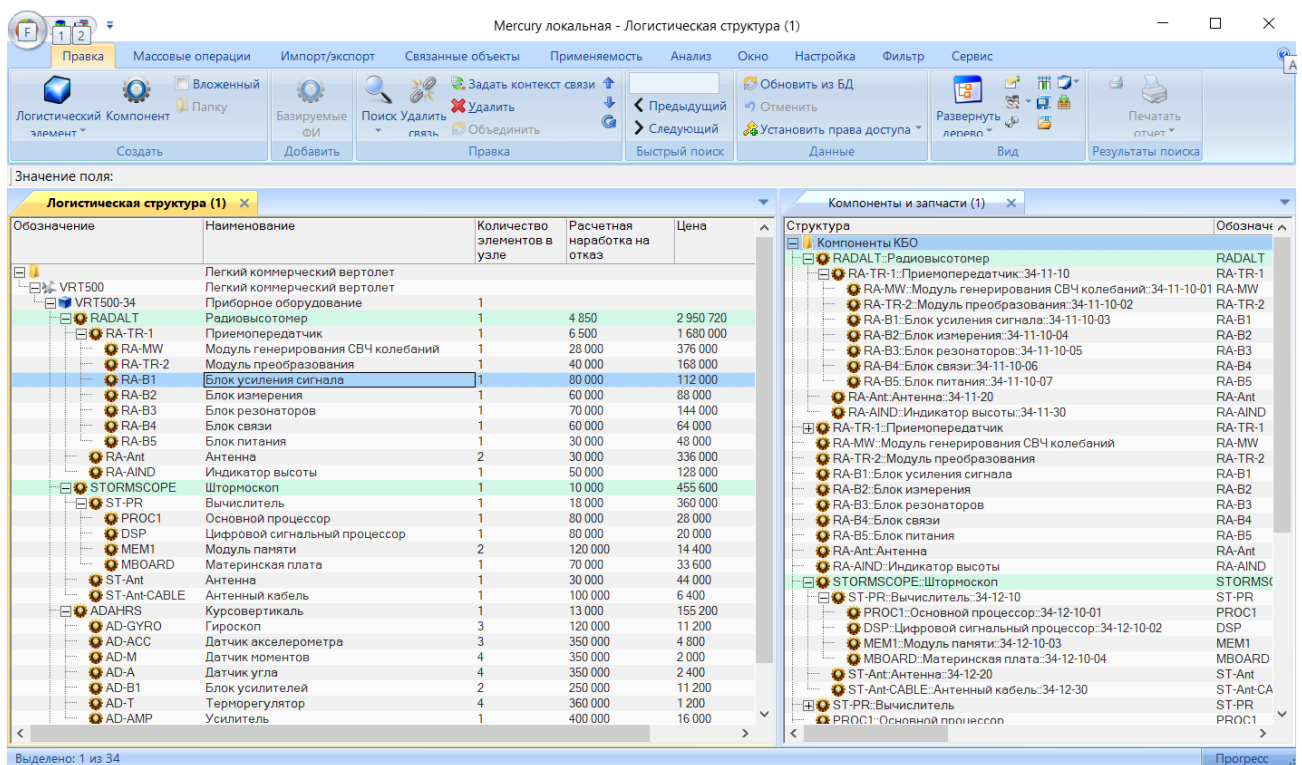 Mercury локальная - Логистическая структура (1)
F 1 2
Правка Массовые операции Импорт/экспорт Связанные объекты Применяемость Анализ Окно Настройка Фильтр Сервис
Логистический элемент
Компонент
Вложенный
Папку
Создать
Базируемые ФИ
Добавить
Поиск
Удалить связь
Задать контекст связи
Удалить
Объединить
Правка
Предыдущий
Следующий
Быстрый поиск
Обновить из БД
Отменить
Установить права доступа
Данные
Развернуть дерево
Вид
Печатать отчет
Результаты поиска
Значение поля:
Логистическая структура (1)
Обозначение Наименование Количество элементов в узле Расчетная наработка на отказ Цена
Легкий коммерческий вертолет
VRT500 Легкий коммерческий вертолет
VRT500-34 Приборное оборудование 1
RADALT Радиовысотомер 1 4 850 2 950 720
RA-TR-1 Приемопередатчик 1 6 500 1 680 000
RA-MW Модуль генерирования СВЧ колебаний 1 28 000 376 000
RA-TR-2 Модуль преобразования 1 40 000 168 000
RA-B1 Блок усиления сигнала 1 80 000 112 000
RA-B2 Блок измерения 1 60 000 88 000
RA-B3 Блок резонаторов 1 70 000 144 000
RA-B4 Блок связи 1 60 000 64 000
RA-B5 Блок питания 1 30 000 48 000
RA-Ant Антенна 2 30 000 336 000
RA-AIND Индикатор высоты 1 50 000 128 000
STORMSCOPE Штормоскоп 1 10 000 455 600
ST-PR Вычислитель 1 18 000 360 000
PROC1 Основной процессор 1 80 000 28 000
DSP Цифровой сигнальный процессор 1 80 000 20 000
MEM1 Модуль памяти 2 120 000 14 400
MBOARD Материнская плата 1 70 000 33 600
ST-Ant Антенна 1 30 000 44 000
ST-Ant-CABLE Антенный кабель 1 100 000 6 400
ADAHRS Курсовертикаль 1 13 000 155 200
AD-GYRO Гироскоп 3 120 000 11 200
AD-ACC Датчик акселерометра 3 350 000 4 800
AD-M Датчик моментов 4 350 000 2 000
AD-A Датчик угла 4 350 000 2 400
AD-B1 Блок усилителей 2 250 000 11 200
AD-T Терморегулятор 4 360 000 1 200
AD-AMP Усилитель 1 400 000 16 000
Компоненты и запчасти (1)
Структура Обозначе
Компоненты КБО
RADALT::Радиовысотомер RADALT
RA-TR-1::Приемопередатчик::34-11-10 RA-TR-1
RA-MW::Модуль генерирования СВЧ колебаний::34-11-10-01 RA-MW
RA-TR-2::Модуль преобразования::34-11-10-02 RA-TR-2
RA-B1::Блок усиления сигнала::34-11-10-03 RA-B1
RA-B2::Блок измерения::34-11-10-04 RA-B2
RA-B3::Блок резонаторов::34-11-10-05 RA-B3
RA-B4::Блок связи::34-11-10-06 RA-B4
RA-B5::Блок питания::34-11-10-07 RA-B5
RA-Ant::Антенна::34-11-20 RA-Ant
RA-AIND::Индикатор высоты::34-11-30 RA-AIND
RA-TR-1::Приемопередатчик RA-TR-1
RA-MW::Модуль генерирования СВЧ колебаний RA-MW
RA-TR-2::Модуль преобразования RA-TR-2
RA-B1::Блок усиления сигнала RA-B1
RA-B2::Блок измерения RA-B2
RA-B3::Блок резонаторов RA-B3
RA-B4::Блок связи RA-B4
RA-B5::Блок питания RA-B5
RA-Ant::Антенна RA-Ant
RA-AIND::Индикатор высоты RA-AIND
STORMSCOPE::Штормоскоп STORMSC
ST-PR::Вычислитель::34-12-10 ST-PR
PROC1::Основной процессор::34-12-10-01 PROC1
DSP::Цифровой сигнальный процессор::34-12-10-02 DSP
MEM1::Модуль памяти::34-12-10-03 MEM1
MBOARD::Материнская плата::34-12-10-04 MBOARD
ST-Ant::Антенна::34-12-20 ST-Ant
ST-Ant-CABLE::Антенный кабель::34-12-30 ST-Ant-CA
ST-PR::Вычислитель ST-PR
PROC1::Основной процессор PROC1
Выделено: 1 из 34
Прогресс